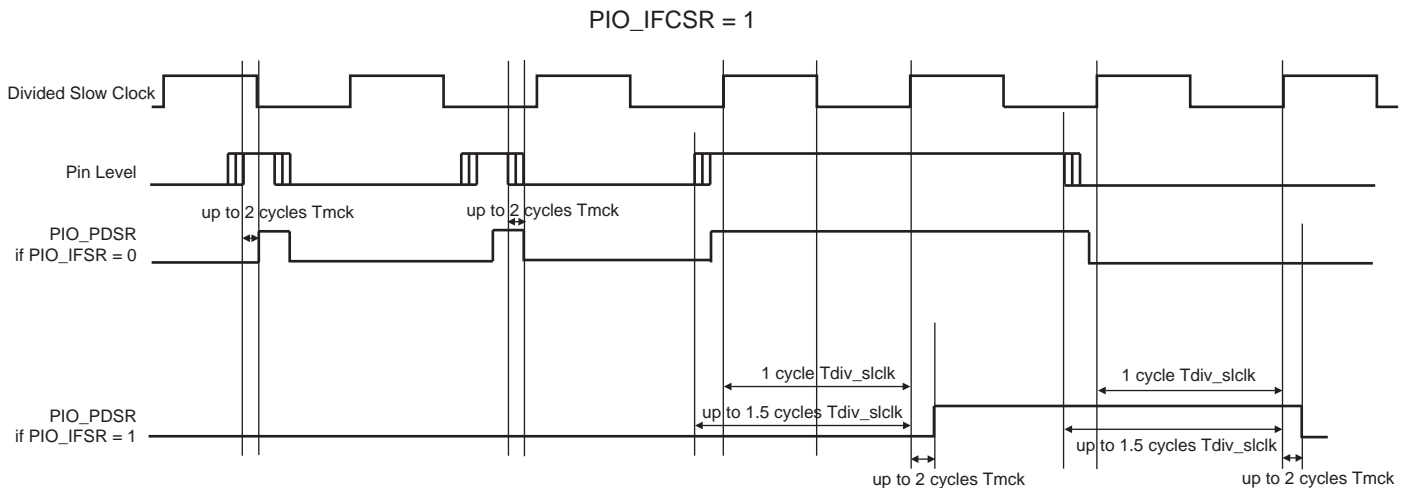 PIO_IFCSR = 1
Divided Slow Clock
Pin Level
up to 2 cycles Tmck
up to 2 cycles Tmck
PIO_PDSR
if PIO_IFSR = 0
1 cycle Tdiv_slclk
1 cycle Tdiv_slclk
PIO_PDSR
if PIO_IFSR = 1
up to 1.5 cycles Tdiv_slclk
up to 1.5 cycles Tdiv_slclk
up to 2 cycles Tmck
up to 2 cycles Tmck